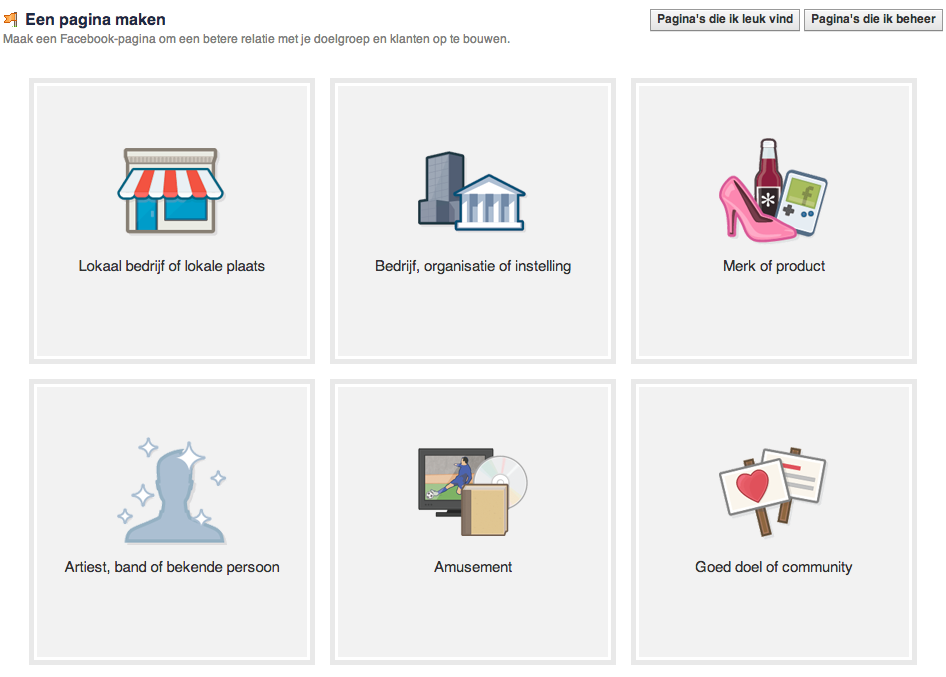 Een pagina maken
Pagina's die ik leuk vind
Pagina's die ik beheer
Maak een Facebook-pagina om een betere relatie met je doelgroep en klanten op te bouwen.
Lokaal bedrijf of lokale plaats
Bedrijf, organisatie of instelling
Merk of product
Artiest, band of bekende persoon
Amusement
Goed doel of community